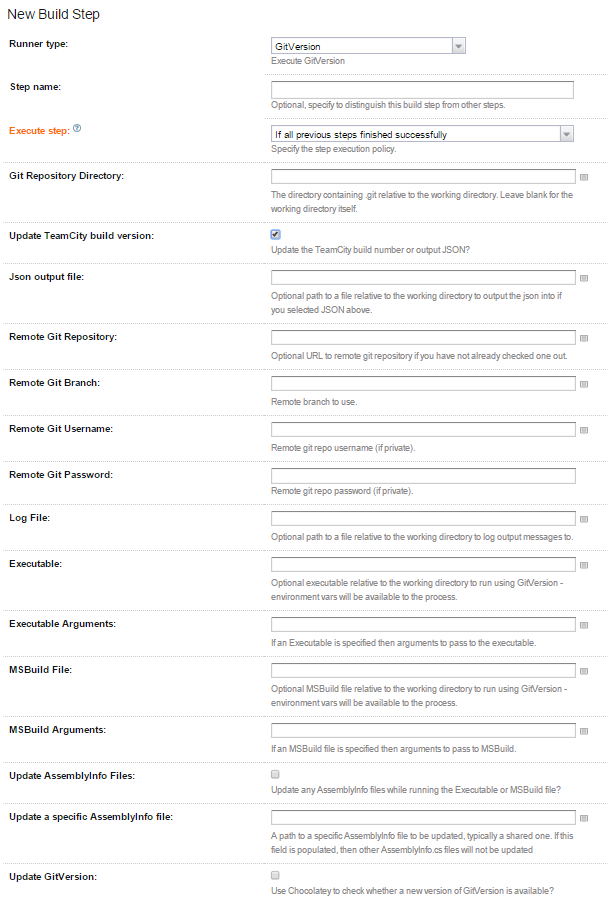 New Build Step
Runner type:
GitVersion
Execute GitVersion
Step name:
Optional, specify to distinguish this build step from other steps.
Execute step: ?
If all previous steps finished successfully
Specify the step execution policy.
Git Repository Directory:
The directory containing .git relative to the working directory. Leave blank for the
working directory itself.
Update TeamCity build version:
Update the TeamCity build number or output JSON?
Json output file:
Optional path to a file relative to the working directory to output the json into if
you selected JSON above.
Remote Git Repository:
Optional URL to remote git repository if you have not already checked one out.
Remote Git Branch:
Remote branch to use.
Remote Git Username:
Remote git repo username (if private).
Remote Git Password:
Remote git repo password (if private).
Log File:
Optional path to a file relative to the working directory to log output messages to.
Executable:
Optional executable relative to the working directory to run using GitVersion -
environment vars will be available to the process.
Executable Arguments:
If an Executable is specified then arguments to pass to the executable.
MSBuild File:
Optional MSBuild file relative to the working directory to run using GitVersion -
environment vars will be available to the process.
MSBuild Arguments:
If an MSBuild file is specified then arguments to pass to MSBuild.
Update AssemblyInfo Files:
Update any AssemblyInfo files while running the Executable or MSBuild file?
Update a specific AssemblyInfo file:
A path to a specific AssemblyInfo file to be updated, typically a shared one. If this
field is populated, then other AssemblyInfo.cs files will not be updated
Update GitVersion:
Use Chocolatey to check whether a new version of GitVersion is available?